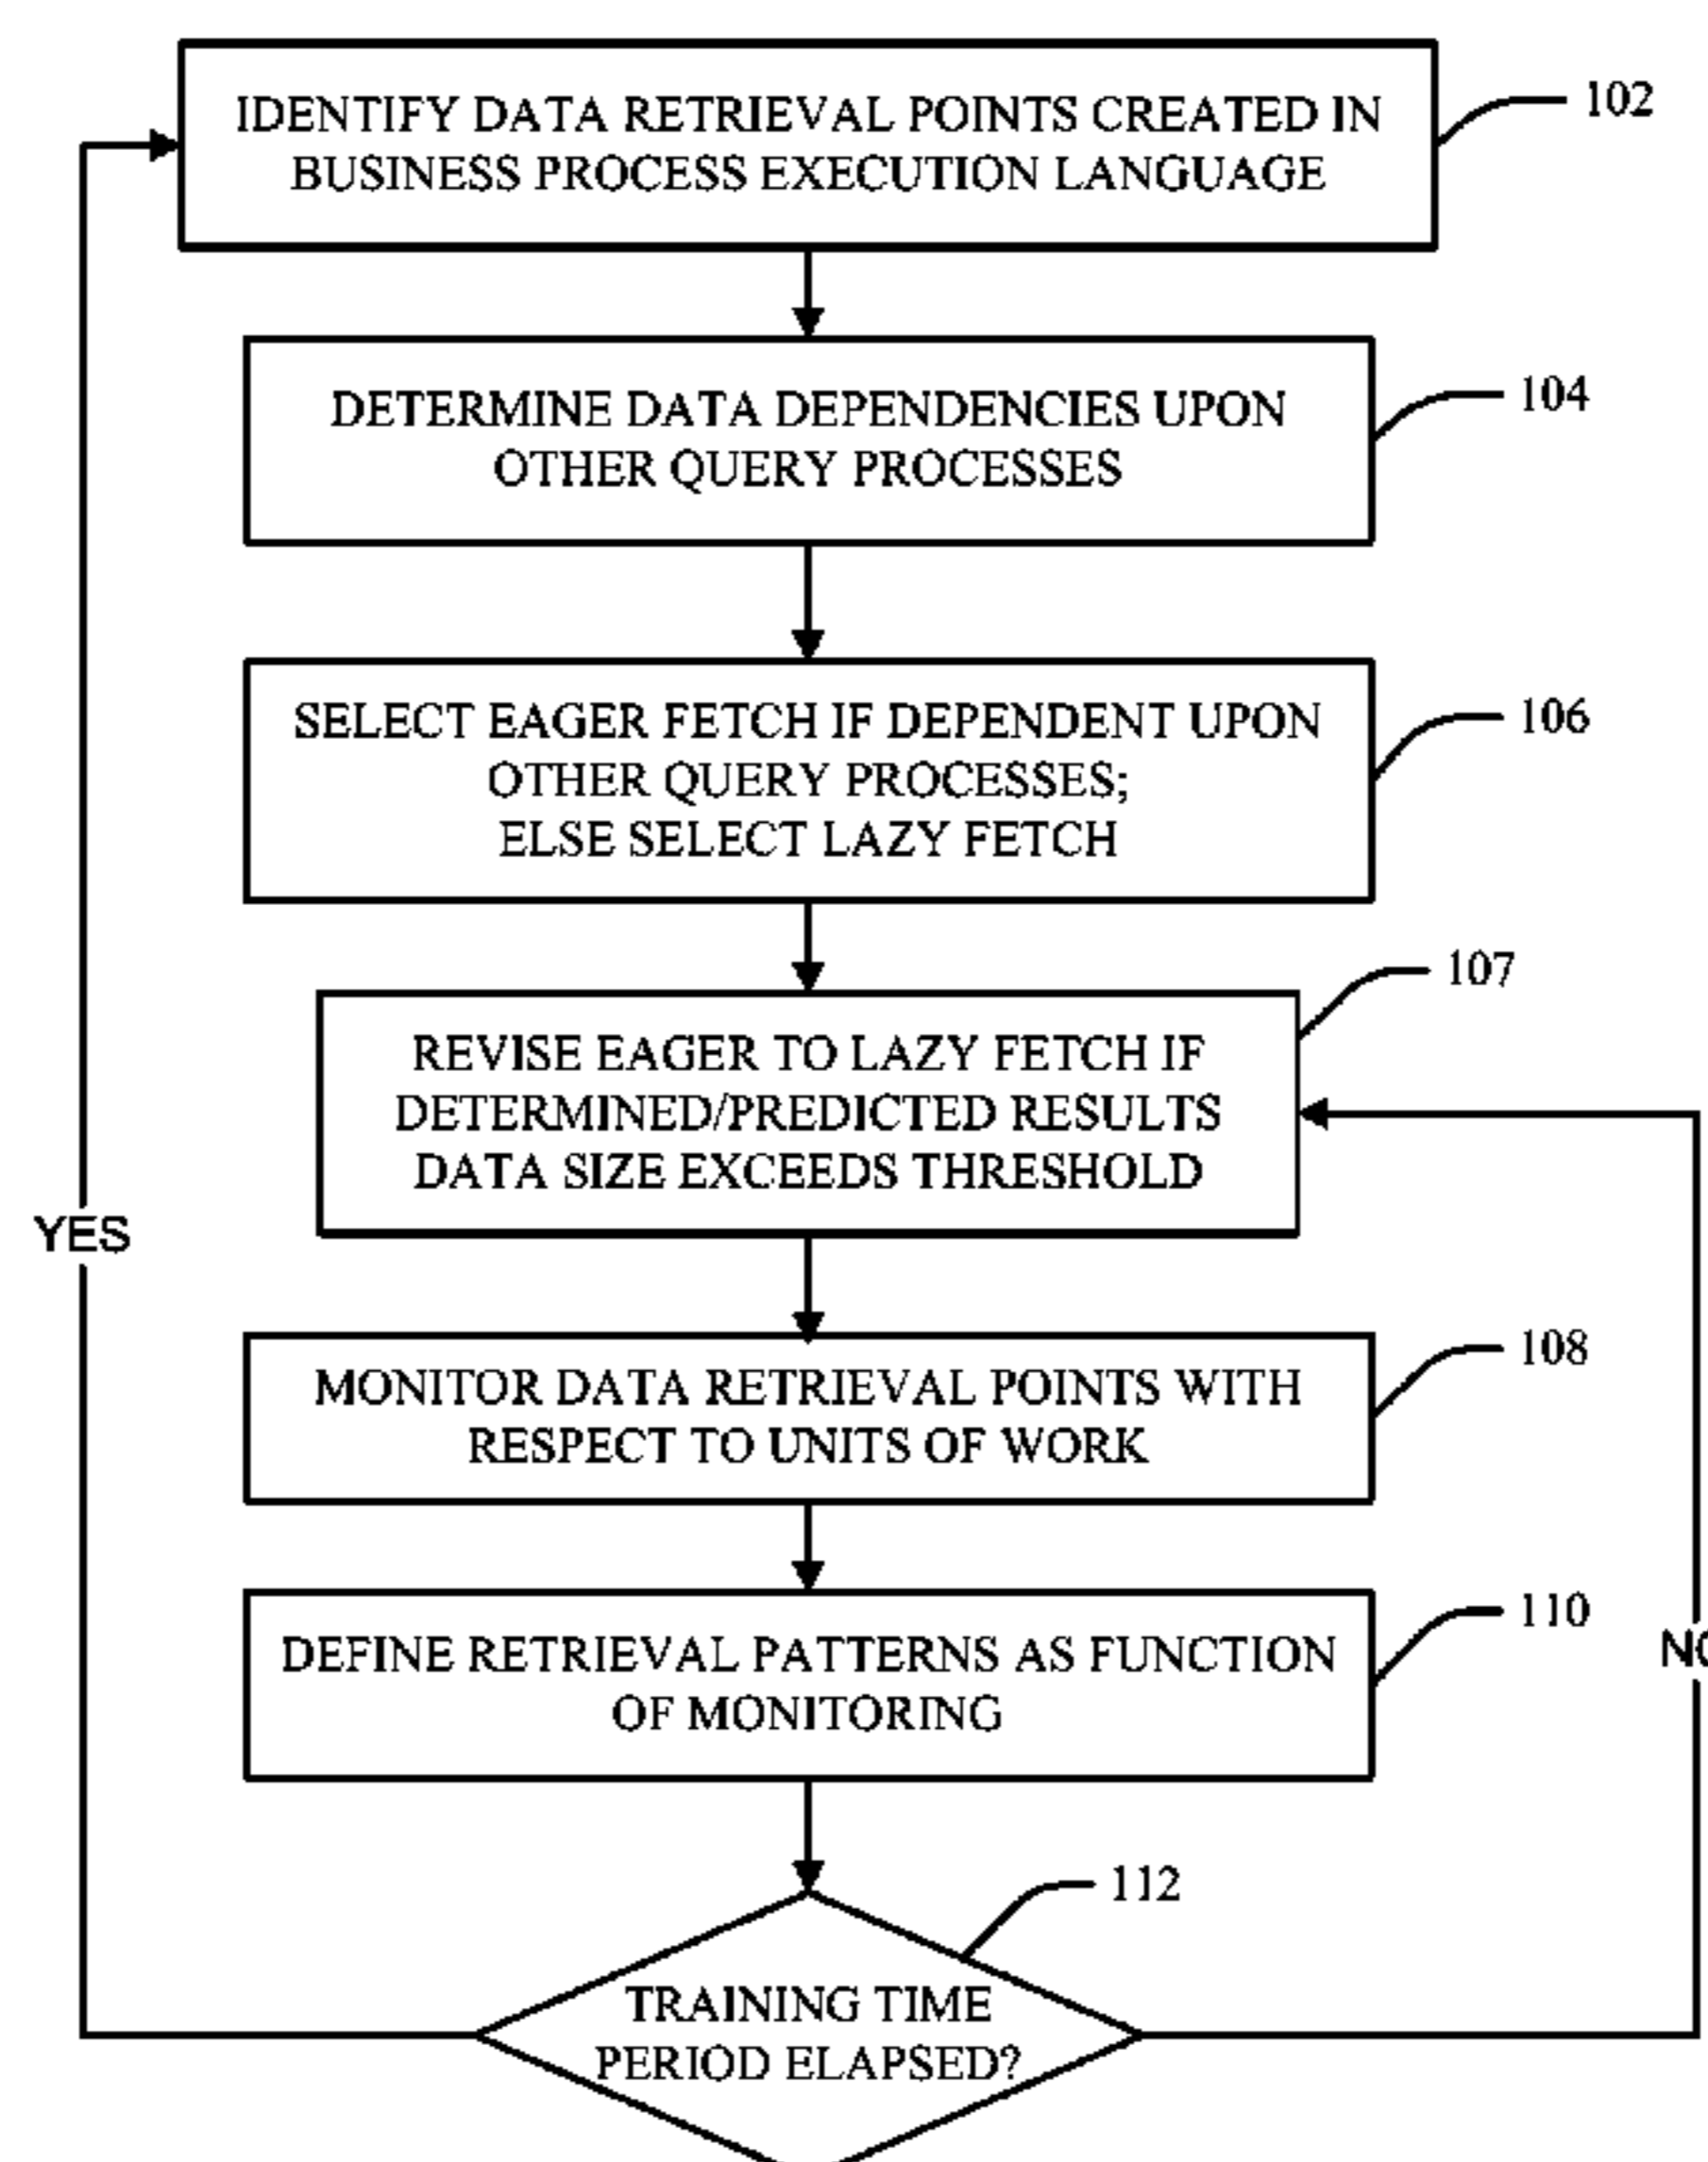 IDENTIFY DATA RETRIEVAL POINTS CREATED IN
BUSINESS PROCESS EXECUTION LANGUAGE
102
DETERMINE DATA DEPENDENCIES UPON
OTHER QUERY PROCESSES
104
SELECT EAGER FETCH IF DEPENDENT UPON
OTHER QUERY PROCESSES;
ELSE SELECT LAZY FETCH
106
107
REVISE EAGER TO LAZY FETCH IF
DETERMINED/PREDICTED RESULTS
DATA SIZE EXCEEDS THRESHOLD
YES
MONITOR DATA RETRIEVAL POINTS WITH
RESPECT TO UNITS OF WORK
108
DEFINE RETRIEVAL PATTERNS AS FUNCTION
OF MONITORING
110
112
TRAINING TIME
PERIOD ELAPSED?